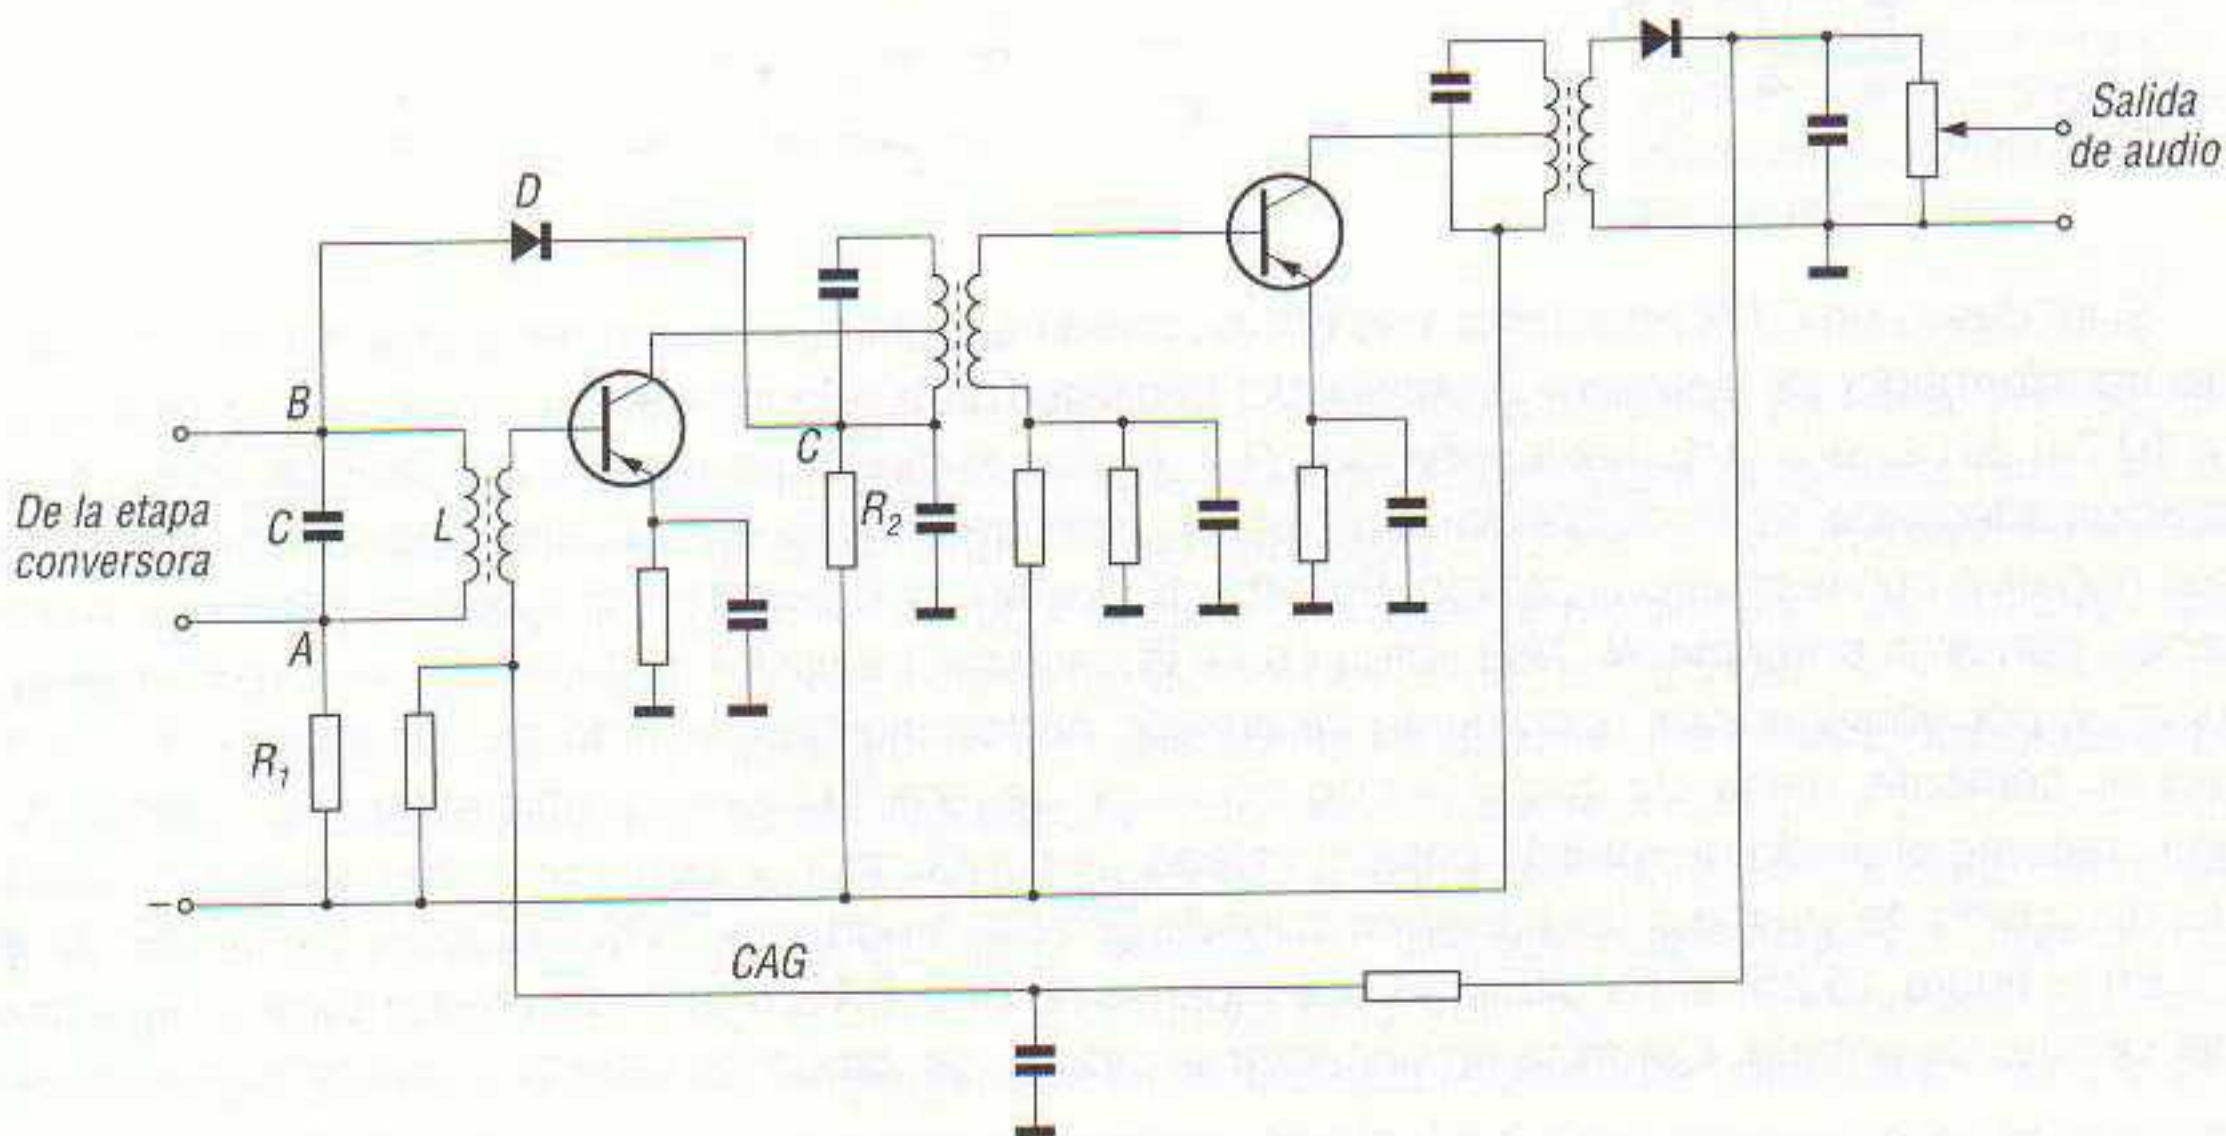 Salida
de audio
D
B
C
De la etapa
conversora
C
L
R2
A
R1
–
CAG